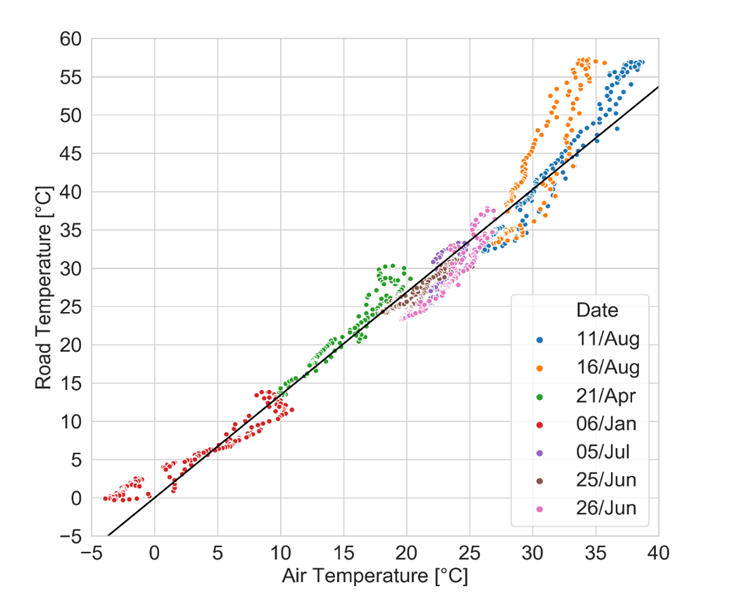 60
55
50
45
40
35
30
25
20
15
10
5
0
−5
Road Temperature [°C]
Date
11/Aug
16/Aug
21/Apr
06/Jan
05/Jul
25/Jun
26/Jun
−5 0 5 10 15 20 25 30 35 40
Air Temperature [°C]